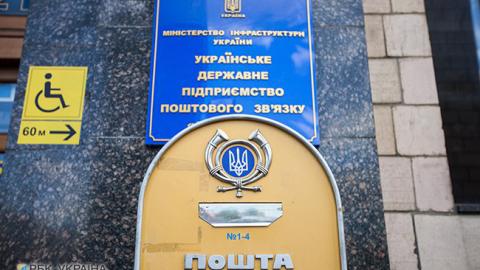 УКРАЇНА
МІНІСТЕРСТВО ІНФРАСТРУКТУРИ
УКРАЇНИ
УКРАЇНСЬКЕ
ДЕРЖАВНЕ
ПІДПРИЄМСТВО
ПОШТОВОГО ЗВ'ЯЗКУ
60 м
№1-4
ПОШТА
РБК-УКРАЇНА